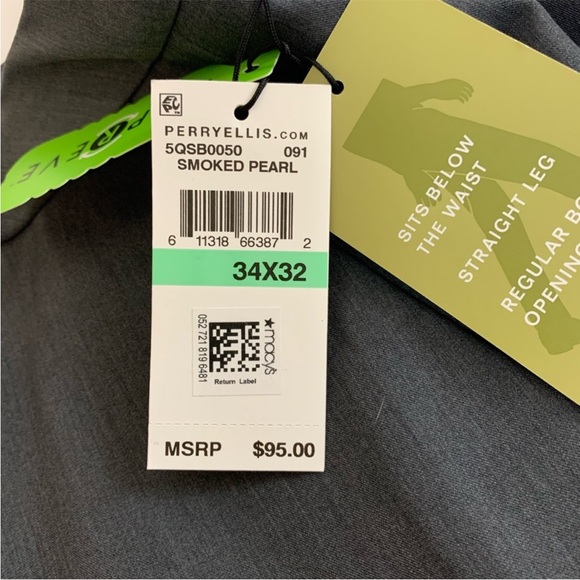 PERRYELLIS.COM
5QSB0050 091
SMOKED PEARL
6 11318 66387 2
34X32
052 721 819 6481
★macy's
Return Label
MSRP $95.00
SITS BELOW
THE WAIST
STRAIGHT LEG
REGULAR BO
OPENING